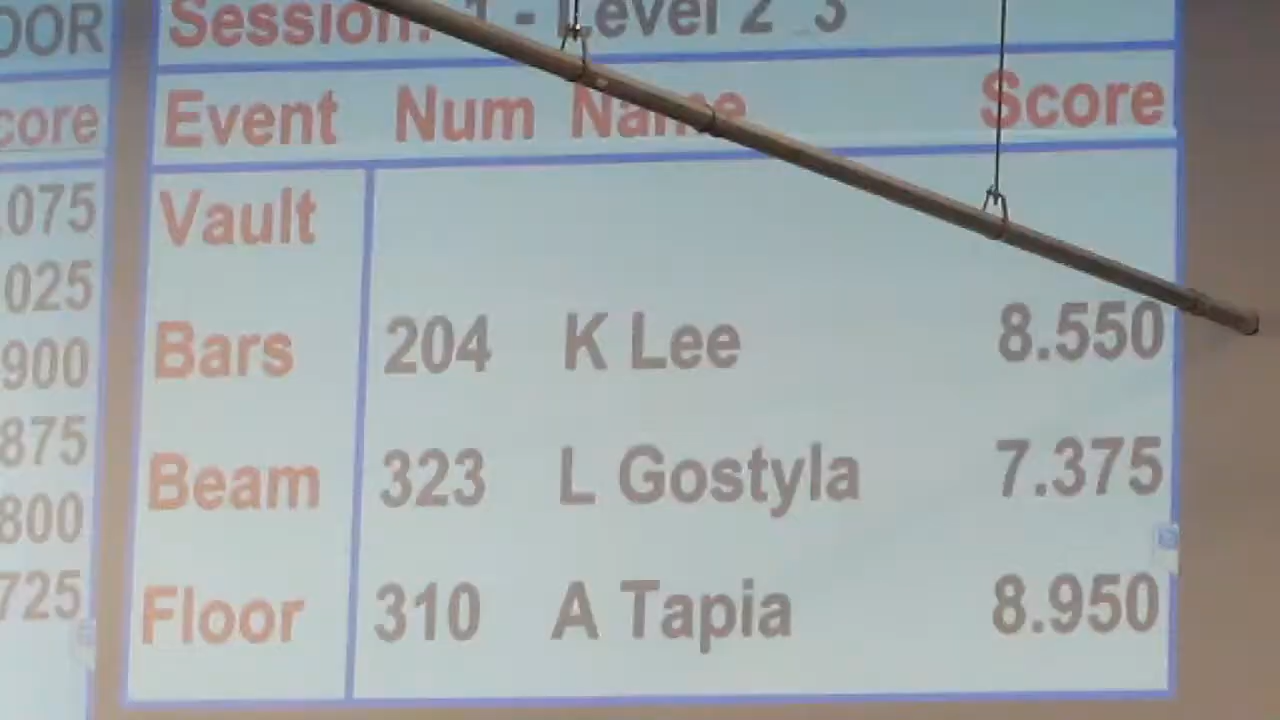 OOR
core
.075
025
900
875
800
725
Session: 1 - Level 2 3
Event Num Name Score
Vault
Bars 204 K Lee 8.550
Beam 323 L Gostyla 7.375
Floor 310 A Tapia 8.950